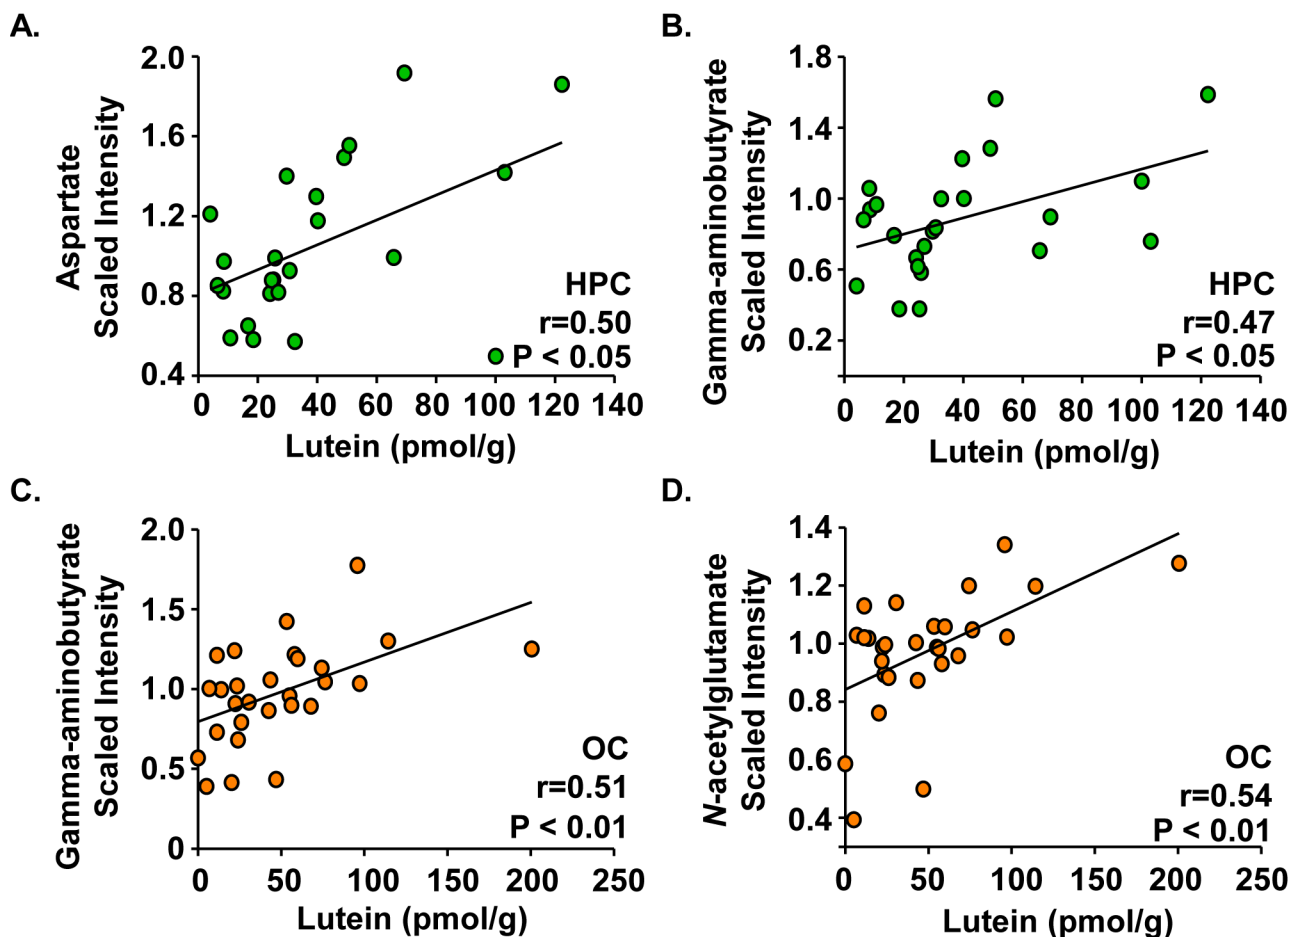 A.
Aspartate
Scaled Intensity
2.0
1.6
1.2
0.8
0.4
HPC
r=0.50
P < 0.05
0 20 40 60 80 100 120 140
Lutein (pmol/g)
B.
Gamma-aminobutyrate
Scaled Intensity
1.8
1.4
1.0
0.6
0.2
HPC
r=0.47
P < 0.05
0 20 40 60 80 100 120 140
Lutein (pmol/g)
C.
Gamma-aminobutyrate
Scaled Intensity
2.0
1.5
1.0
0.5
0
OC
r=0.51
P < 0.01
0 50 100 150 200 250
Lutein (pmol/g)
D.
N-acetylglutamate
Scaled Intensity
1.4
1.2
1.0
0.8
0.6
0.4
OC
r=0.54
P < 0.01
0 50 100 150 200 250
Lutein (pmol/g)